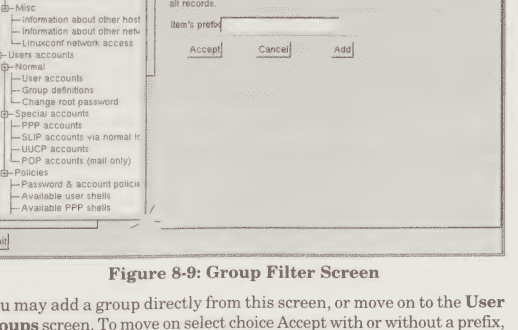 all records.
Item's prefix
Accept Cancel Add
Misc
Information about other host
Information about other netw
Linuxconf network access
Users accounts
Normal
User accounts
Group definitions
Change root password
Special accounts
PPP accounts
SLIP accounts via normal lo
UUCP accounts
POP accounts (mail only)
Policies
Password & account policie
Available user shells
Available PPP shells
Figure 8-9: Group Filter Screen
u may add a group directly from this screen, or move on to the User
oups screen. To move on select choice Accept with or without a prefix,